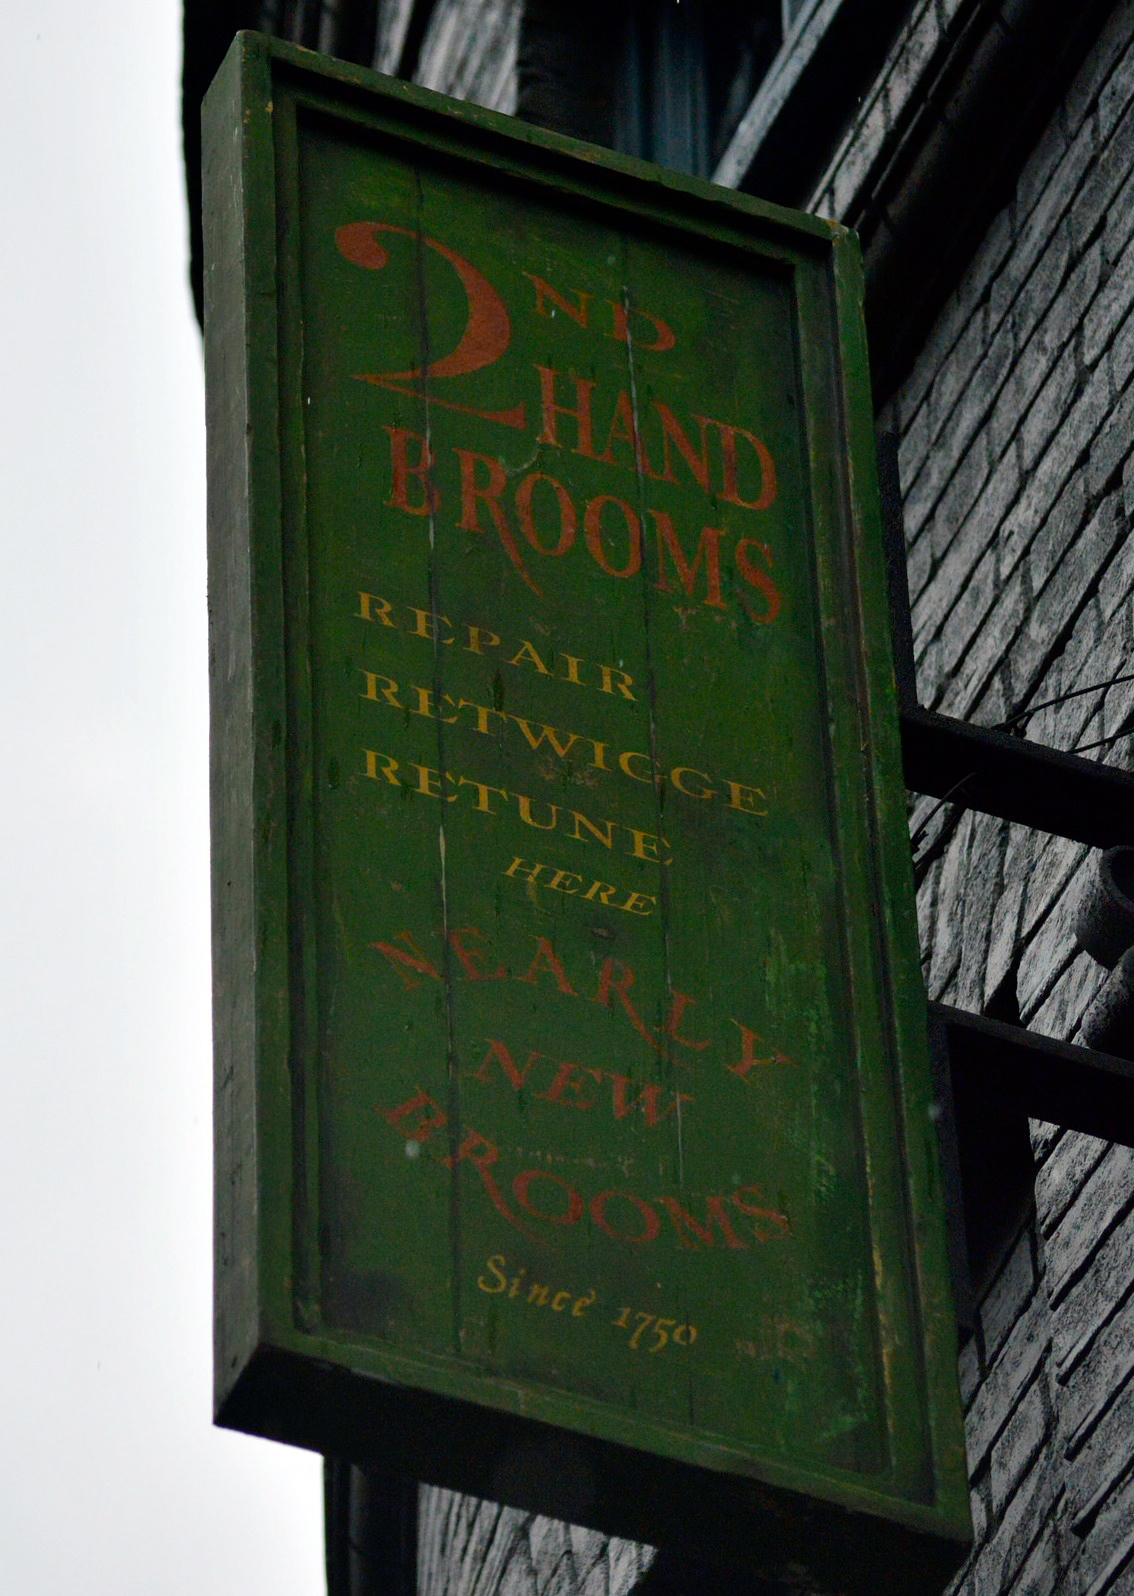 2ND
HAND
BROOMS
REPAIR
RETWIGGE
RETUNE
HERE
NEARLY
NEW
BROOMS
Since 1750